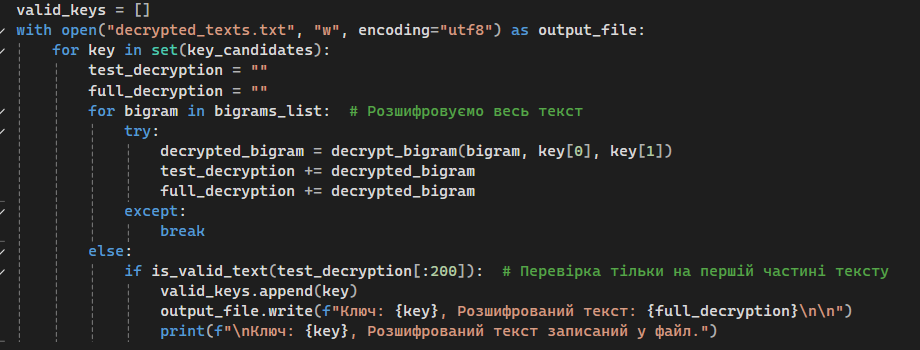 valid_keys = []
with open("decrypted_texts.txt", "w", encoding="utf8") as output_file:
    for key in set(key_candidates):
        test_decryption = ""
        full_decryption = ""
        for bigram in bigrams_list:  # Розшифровуємо весь текст
            try:
                decrypted_bigram = decrypt_bigram(bigram, key[0], key[1])
                test_decryption += decrypted_bigram
                full_decryption += decrypted_bigram
            except:
                break
        else:
            if is_valid_text(test_decryption[:200]):  # Перевірка тільки на першій частині тексту
                valid_keys.append(key)
                output_file.write(f"Ключ: {key}, Розшифрований текст: {full_decryption}\n\n")
                print(f"\nКлюч: {key}, Розшифрований текст записаний у файл.")